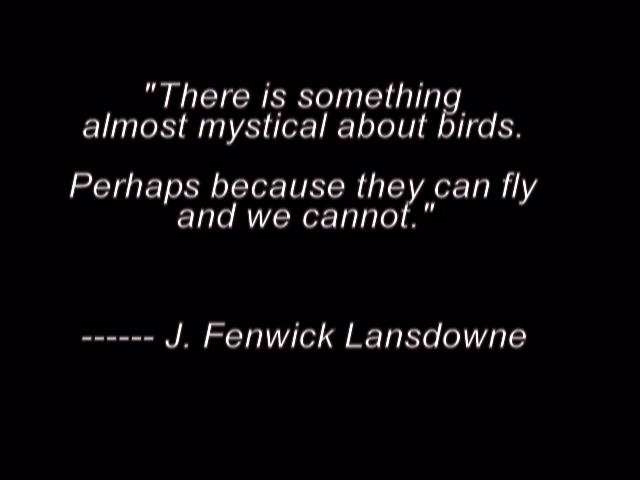 "There is something
almost mystical about birds.
Perhaps because they can fly
and we cannot."
------ J. Fenwick Lansdowne